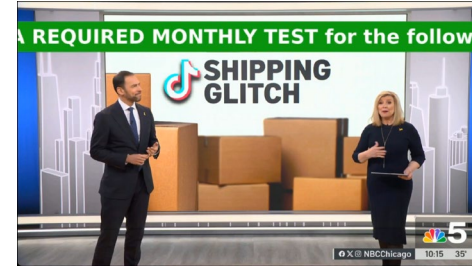 A REQUIRED MONTHLY TEST for the follow
SHIPPING
GLITCH
5
NBCChicago 10:15 35°